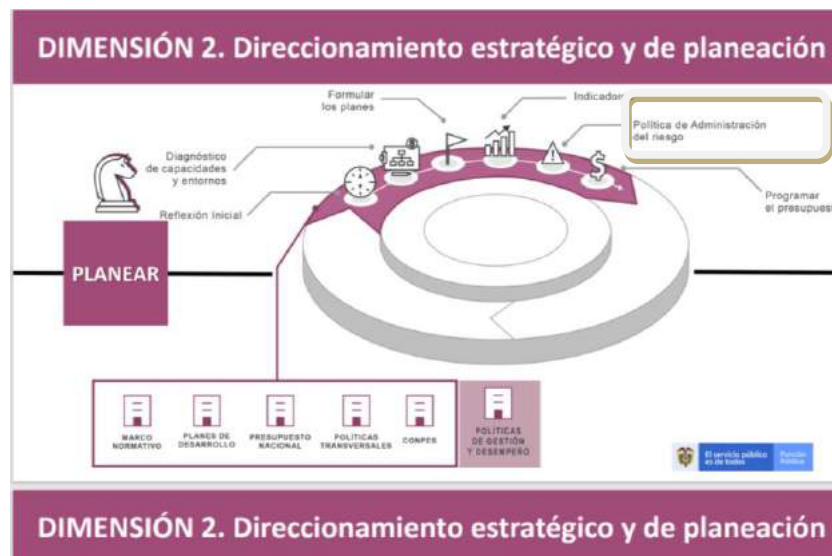 DIMENSIÓN 2. Direccionamiento estratégico y de planeación
Formular
los planes
Indicador
Política de Administración
del riesgo
Diagnóstico
de capacidades
y entornos
Reflexión Inicial
Programar
el presupuest
PLANEAR
MARCO
NORMATIVO
PLANES DE
DESARROLLO
PRESUPUESTO
NACIONAL
POLÍTICAS
TRANSVERSALES
CONPES
POLÍTICAS
DE GESTIÓN
Y DESEMPEÑO
El servicio público
es de todos
Función
Pública
DIMENSIÓN 2. Direccionamiento estratégico y de planeación